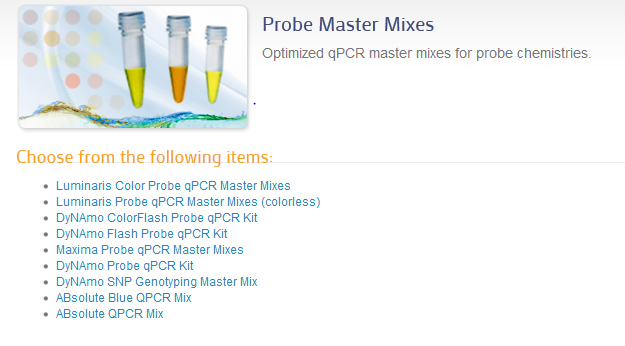 Probe Master Mixes
Optimized qPCR master mixes for probe chemistries.
Choose from the following items:
Luminaris Color Probe qPCR Master Mixes
Luminaris Probe qPCR Master Mixes (colorless)
DyNAmo ColorFlash Probe qPCR Kit
DyNAmo Flash Probe qPCR Kit
Maxima Probe qPCR Master Mixes
DyNAmo Probe qPCR Kit
DyNAmo SNP Genotyping Master Mix
ABsolute Blue QPCR Mix
ABsolute QPCR Mix